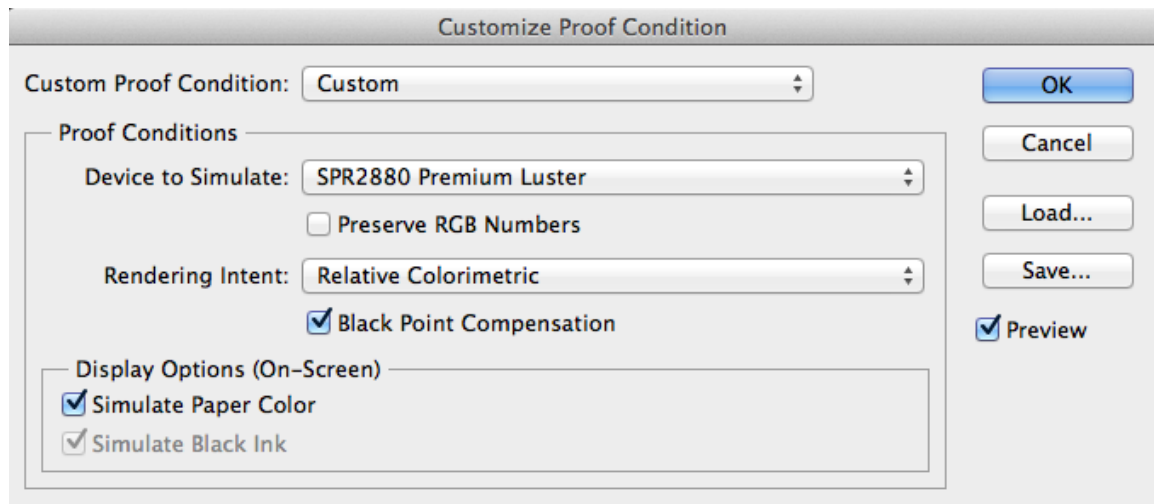 Customize Proof Condition
Custom Proof Condition: Custom
OK
Proof Conditions
Cancel
Device to Simulate: SPR2880 Premium Luster
Preserve RGB Numbers
Load...
Rendering Intent: Relative Colorimetric
Save...
Black Point Compensation
Preview
Display Options (On-Screen)
Simulate Paper Color
Simulate Black Ink